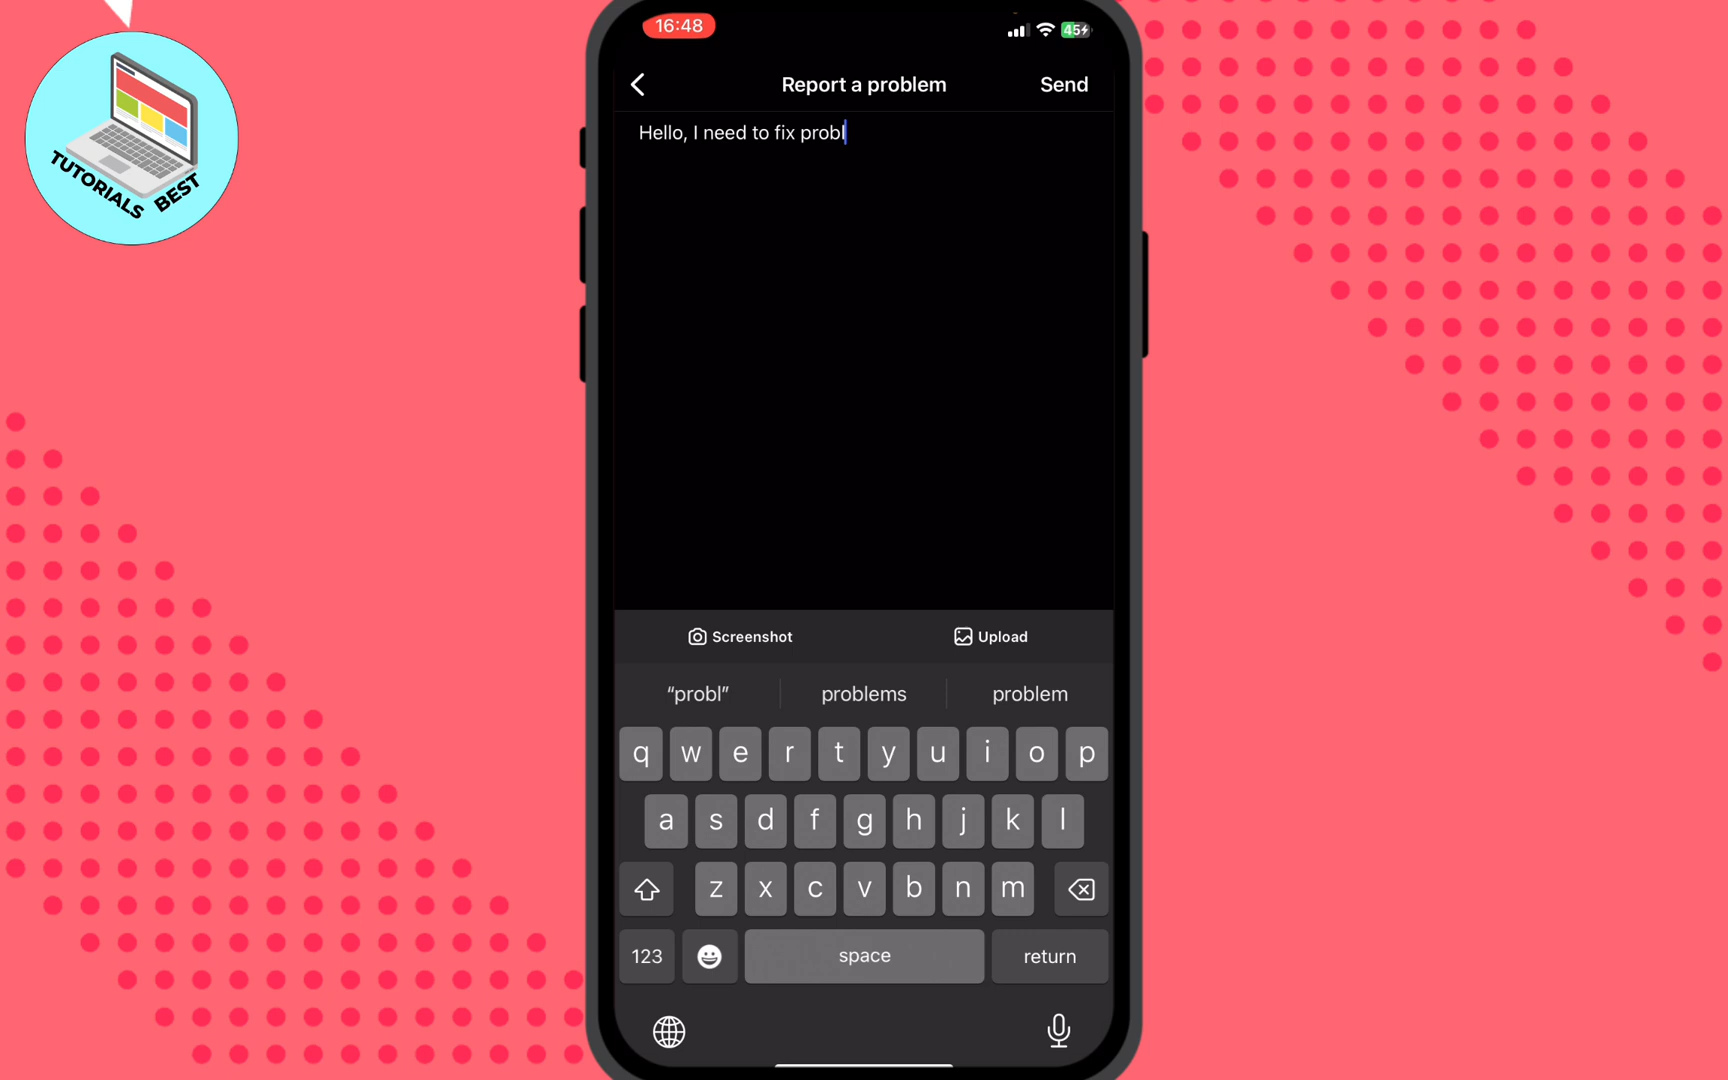 TUTORIALS BEST
16:48
45
Report a problem
Send
Hello, I need to fix probl
Screenshot
Upload
“probl”
problems
problem
q w e r t y u i o p
a s d f g h j k l
z x c v b n m
123
space
return